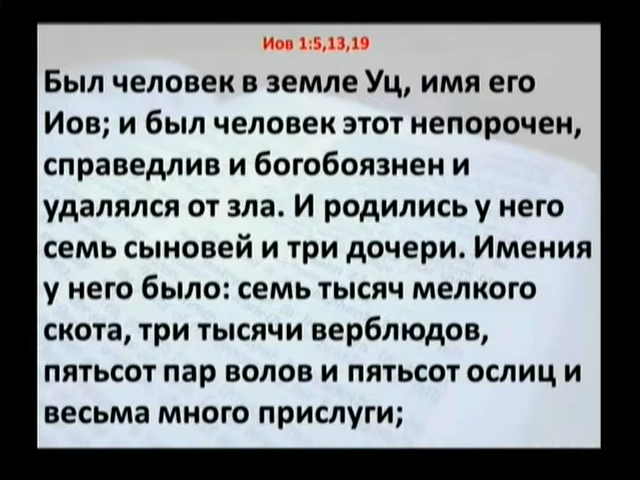 Иов 1:5,13,19
Был человек в земле Уц, имя его
Иов; и был человек этот непорочен,
справедлив и богобоязнен и
удалялся от зла. И родились у него
семь сыновей и три дочери. Имения
у него было: семь тысяч мелкого
скота, три тысячи верблюдов,
пятьсот пар волов и пятьсот ослиц и
весьма много прислуги;